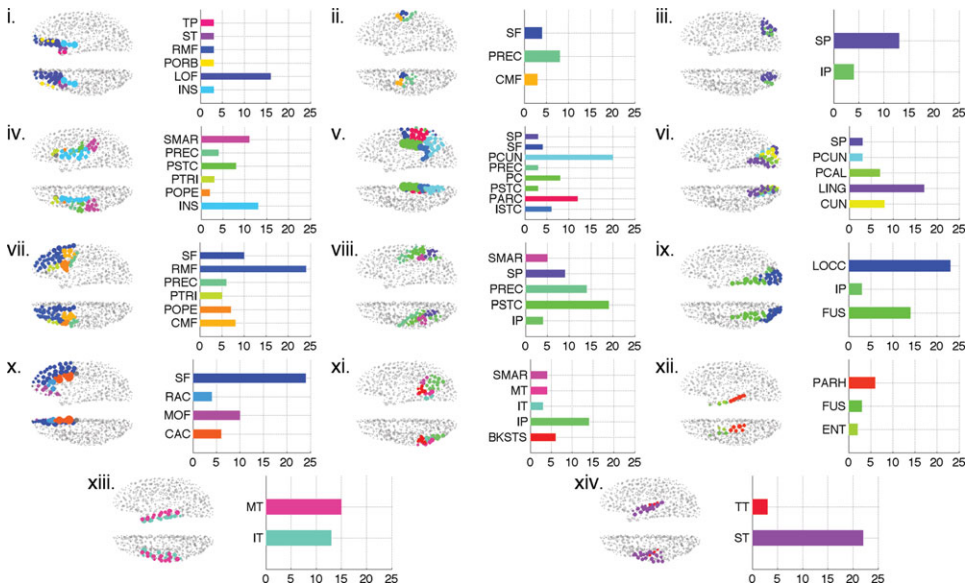 i.
TP
ST
RMF
PORB
LOF
INS
0 5 10 15 20 25
ii.
SF
PREC
CMF
0 5 10 15 20 25
iii.
SP
IP
0 5 10 15 20 25
iv.
SMAR
PREC
PSTC
PTRI
POPE
INS
0 5 10 15 20 25
v.
SP
SF
PCUN
PREC
PC
PSTC
PARC
ISTC
0 5 10 15 20 25
vi.
SP
PCUN
PCAL
LING
CUN
0 5 10 15 20 25
vii.
SF
RMF
PREC
PTRI
POPE
CMF
0 5 10 15 20 25
viii.
SMAR
SP
PREC
PSTC
IP
0 5 10 15 20 25
ix.
LOCC
IP
FUS
0 5 10 15 20 25
x.
SF
RAC
MOF
CAC
0 5 10 15 20 25
xi.
SMAR
MT
IT
IP
BKSTS
0 5 10 15 20 25
xii.
PARH
FUS
ENT
0 5 10 15 20 25
xiii.
MT
IT
0 5 10 15 20 25
xiv.
TT
ST
0 5 10 15 20 25